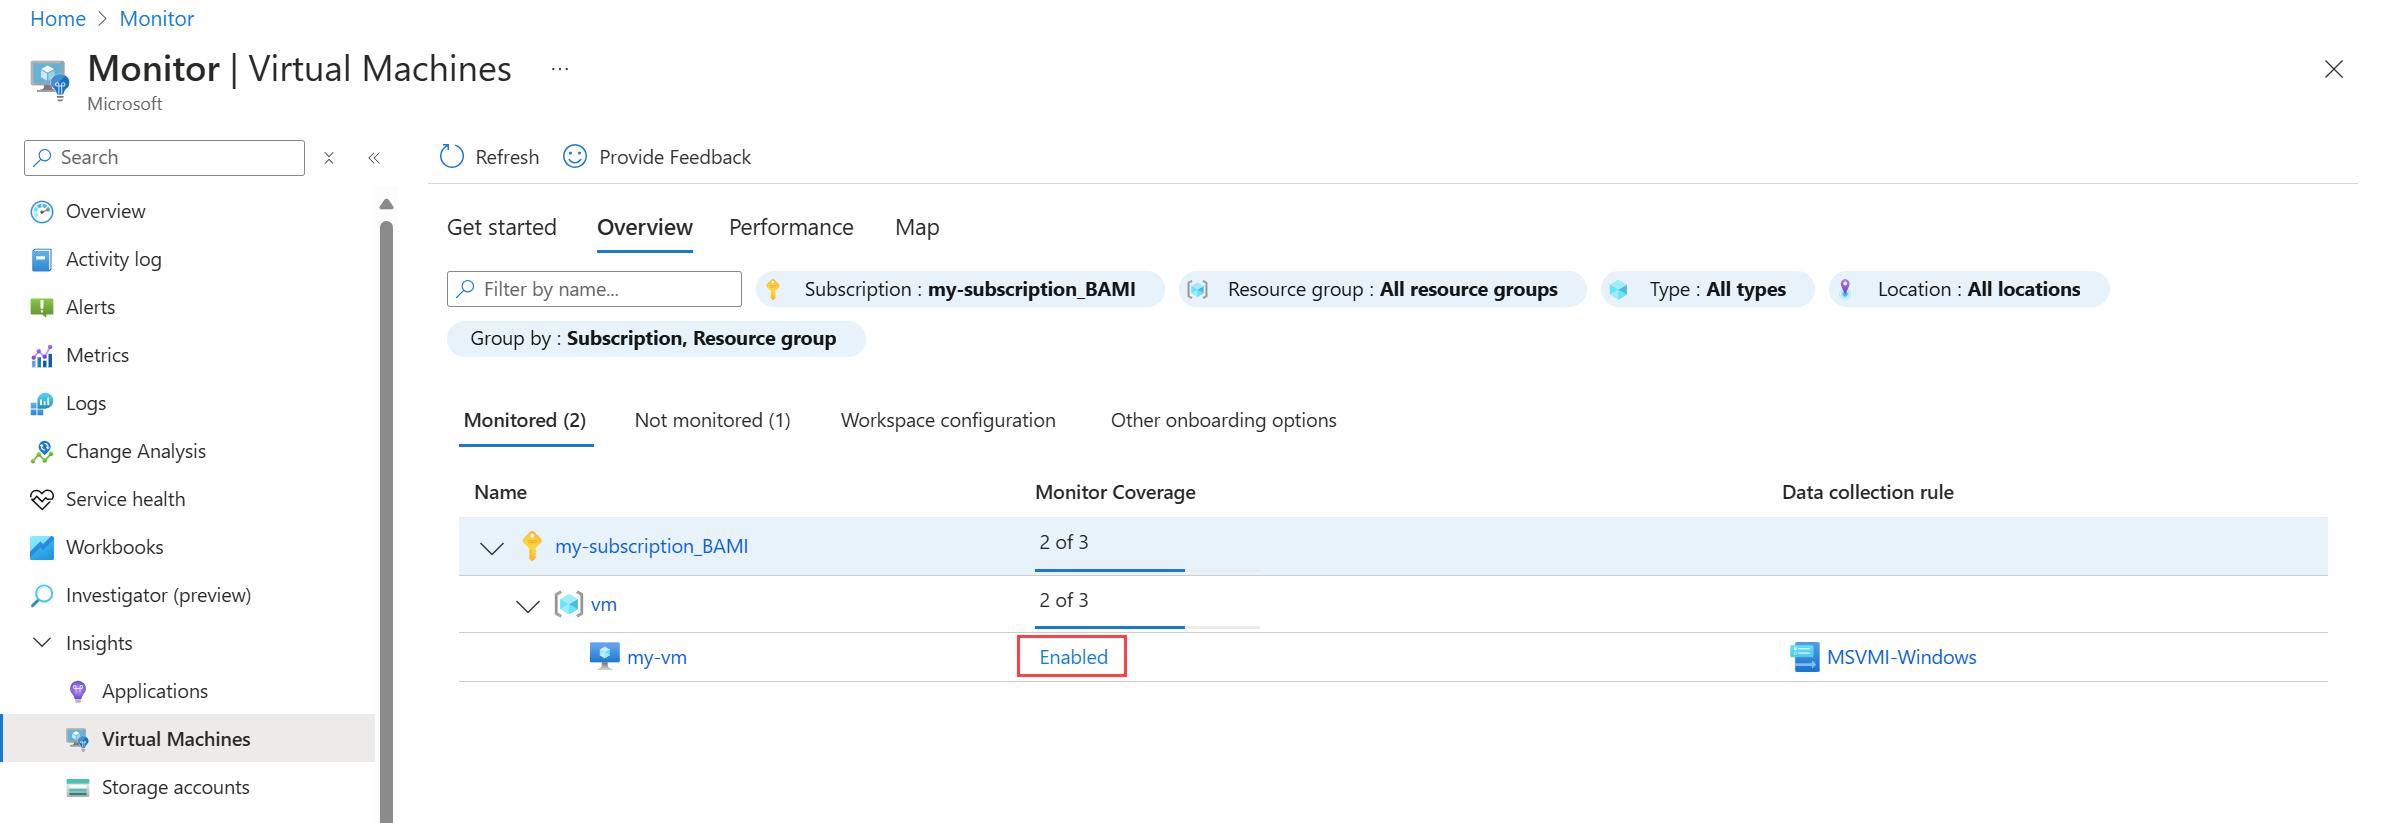 Home > Monitor
Monitor | Virtual Machines ...
Microsoft
Search
Overview
Activity log
Alerts
Metrics
Logs
Change Analysis
Service health
Workbooks
Investigator (preview)
Insights
Applications
Virtual Machines
Storage accounts
Refresh Provide Feedback
Get started Overview Performance Map
Filter by name... Subscription : my-subscription_BAMI Resource group : All resource groups Type : All types Location : All locations
Group by : Subscription, Resource group
Monitored (2) Not monitored (1) Workspace configuration Other onboarding options
Name Monitor Coverage Data collection rule
my-subscription_BAMI 2 of 3
vm 2 of 3
my-vm Enabled MSVMI-Windows